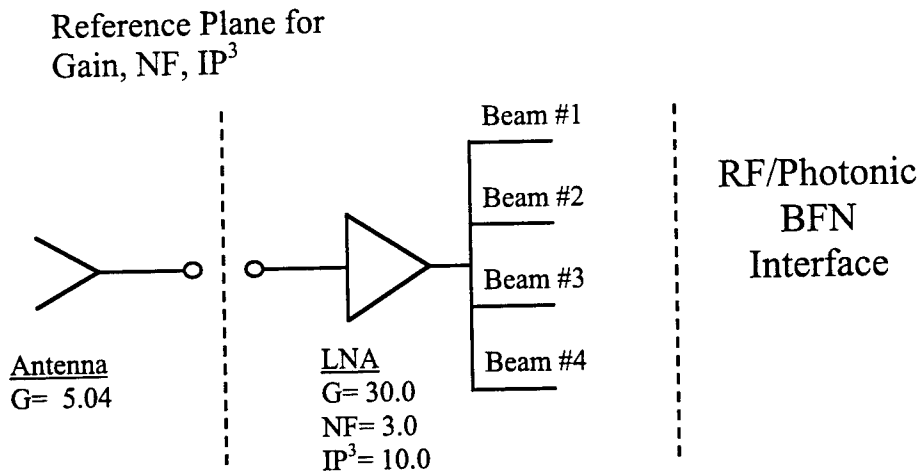 Reference Plane for
Gain, NF, IP³
Beam #1
Beam #2
Beam #3
Beam #4
RF/Photonic
BFN
Interface
Antenna
G= 5.04
LNA
G= 30.0
NF= 3.0
IP³= 10.0